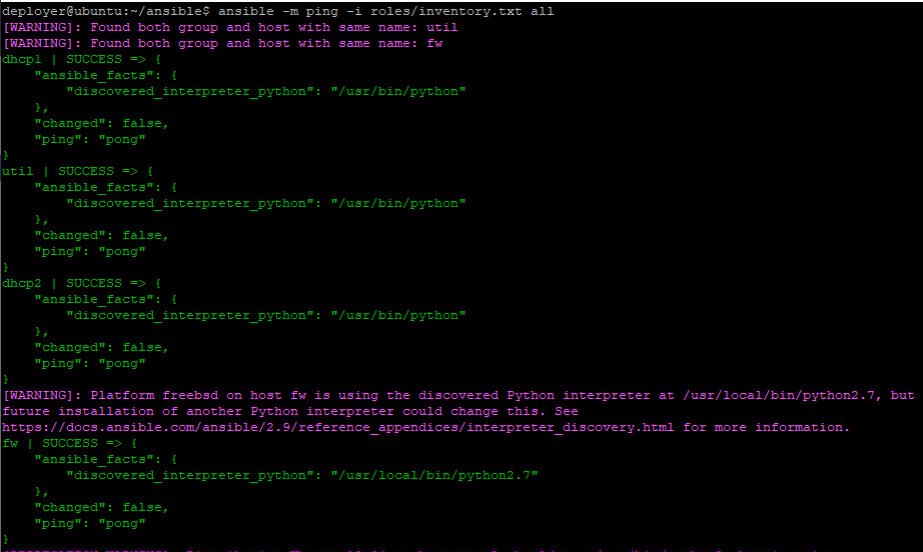 deployer@ubuntu:~/ansible$ ansible -m ping -i roles/inventory.txt all
[WARNING]: Found both group and host with same name: util
[WARNING]: Found both group and host with same name: fw
dhcp1 | SUCCESS => {
    "ansible_facts": {
        "discovered_interpreter_python": "/usr/bin/python"
    },
    "changed": false,
    "ping": "pong"
}
util | SUCCESS => {
    "ansible_facts": {
        "discovered_interpreter_python": "/usr/bin/python"
    },
    "changed": false,
    "ping": "pong"
}
dhcp2 | SUCCESS => {
    "ansible_facts": {
        "discovered_interpreter_python": "/usr/bin/python"
    },
    "changed": false,
    "ping": "pong"
}
[WARNING]: Platform freebsd on host fw is using the discovered Python interpreter at /usr/local/bin/python2.7, but
future installation of another Python interpreter could change this. See
https://docs.ansible.com/ansible/2.9/reference_appendices/interpreter_discovery.html for more information.
fw | SUCCESS => {
    "ansible_facts": {
        "discovered_interpreter_python": "/usr/local/bin/python2.7"
    },
    "changed": false,
    "ping": "pong"
}